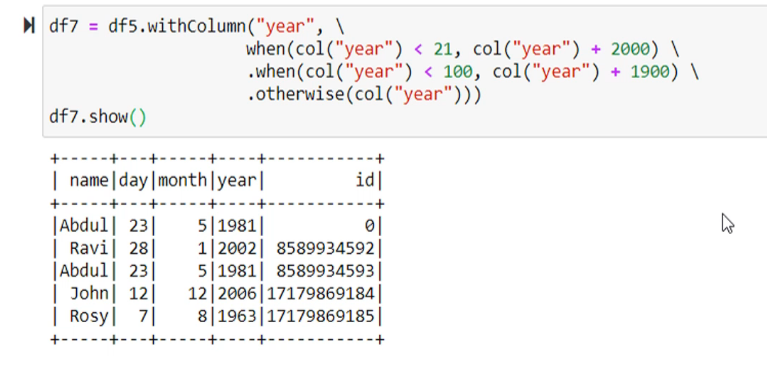 df7 = df5.withColumn("year", \
when(col("year") < 21, col("year") + 2000) \
.when(col("year") < 100, col("year") + 1900) \
.otherwise(col("year")))
df7.show()
+-----+---+-----+----+-----------+
| name|day|month|year|         id|
+-----+---+-----+----+-----------+
|Abdul| 23|    5|1981|          0|
| Ravi| 28|    1|2002| 8589934592|
|Abdul| 23|    5|1981| 8589934593|
| John| 12|   12|2006|17179869184|
| Rosy|  7|    8|1963|17179869185|
+-----+---+-----+----+-----------+